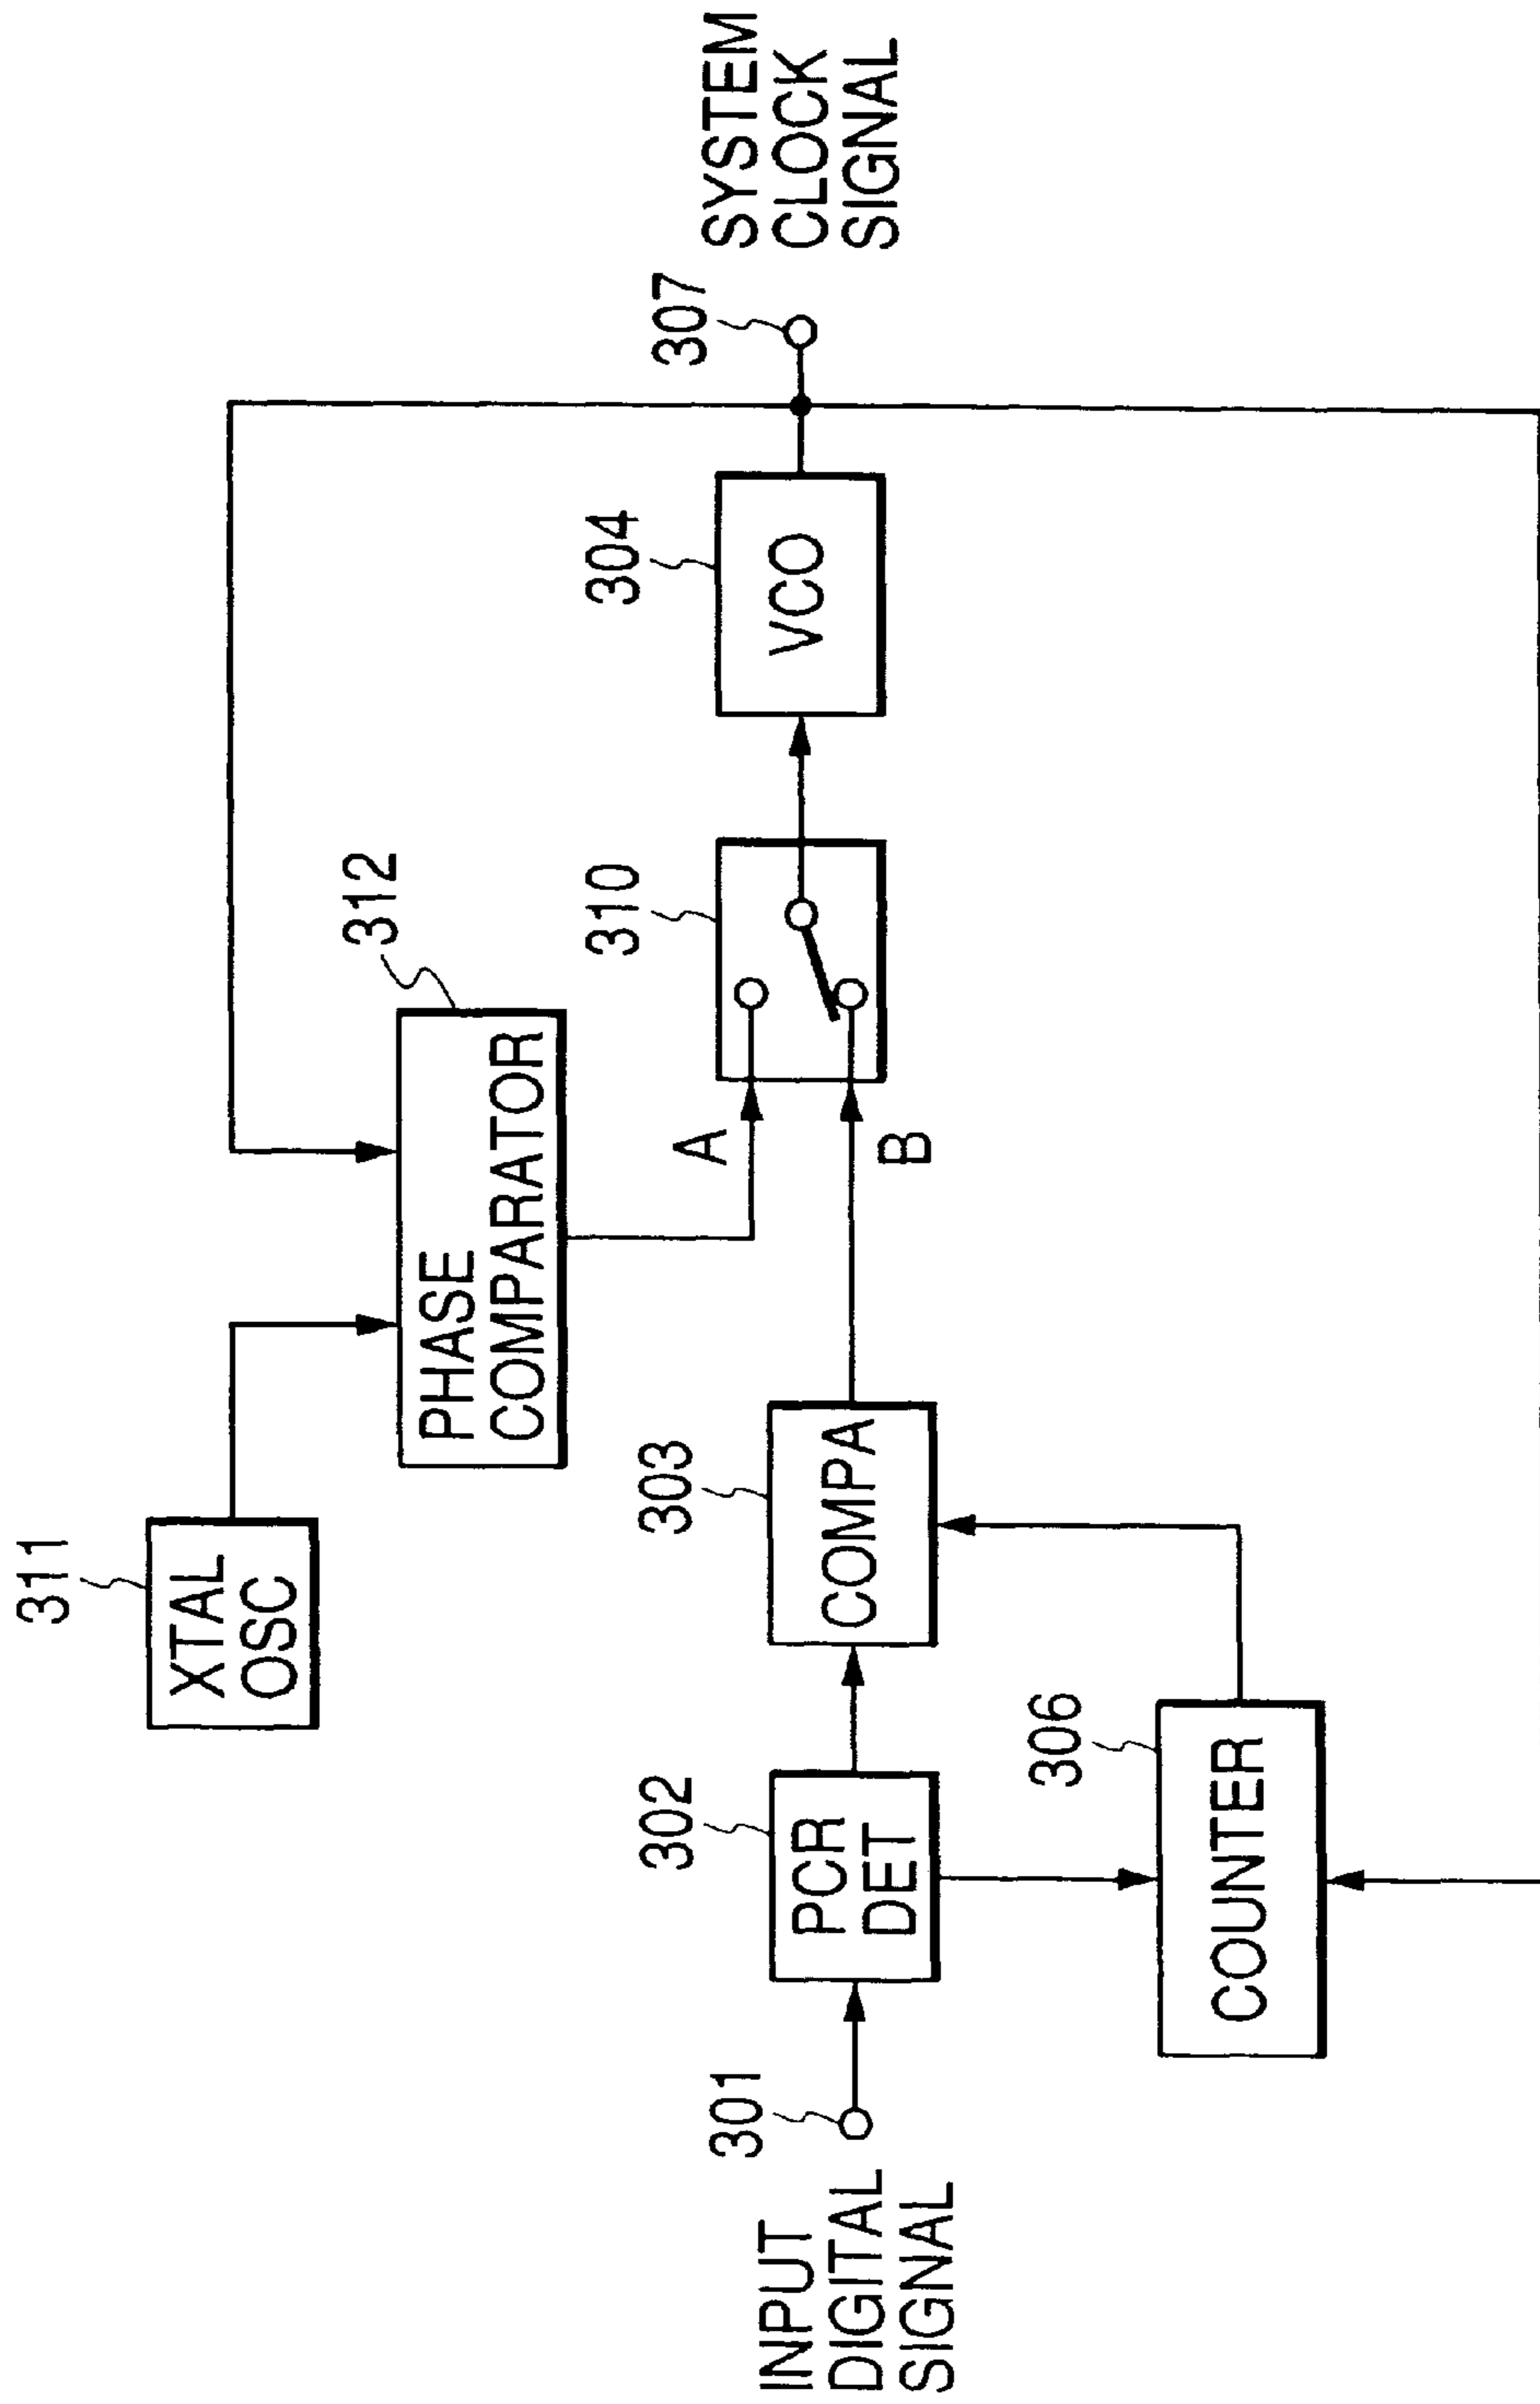 311
XTAL
OSC
312
PHASE
COMPARATOR
INPUT
DIGITAL
SIGNAL
301
302
PCR
DET
303
COMPA
A
B
310
304
VCO
307
SYSTEM
CLOCK
SIGNAL
306
COUNTER